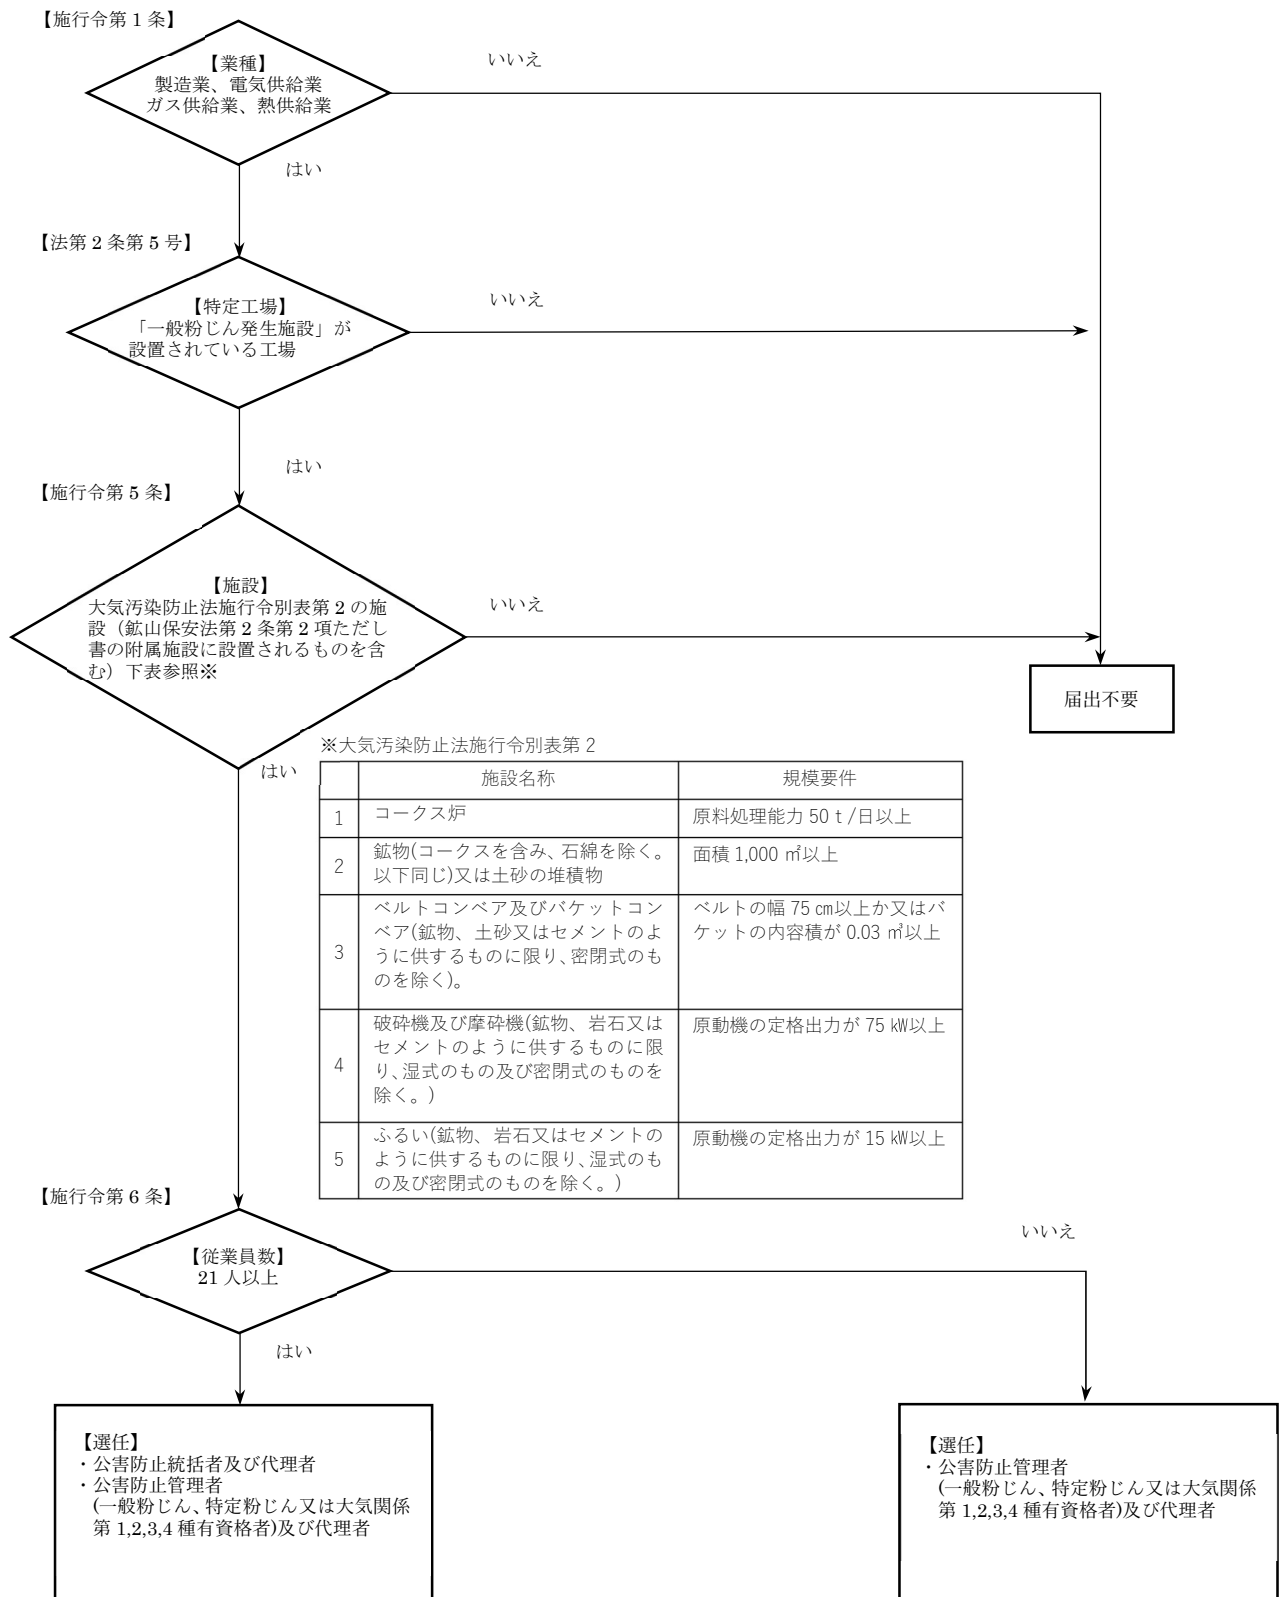 【施行令第 1 条】
【業種】
製造業、電気供給業
ガス供給業、熱供給業
いいえ
はい
【法第 2 条第 5 号】
【特定工場】
「一般粉じん発生施設」が
設置されている工場
いいえ
はい
【施行令第 5 条】
【施設】
大気汚染防止法施行令別表第 2 の施
設（鉱山保安法第 2 条第 2 項ただし
書の附属施設に設置されるものを含
む）下表参照※
いいえ
届出不要
はい
※大気汚染防止法施行令別表第 2
施設名称 規模要件
1 コークス炉 原料処理能力 50 t /日以上
2 鉱物(コークスを含み、石綿を除く。 面積 1,000 ㎡以上
以下同じ)又は土砂の堆積物
3 ベルトコンベア及びバケットコン ベルトの幅 75 ㎝以上か又はバ
ベア(鉱物、土砂又はセメントのよ ケットの内容積が 0.03 ㎥以上
うに供するものに限り、密閉式のも
のを除く)。
4 破砕機及び摩砕機(鉱物、岩石又は 原動機の定格出力が 75 ㎾以上
セメントのように供するものに限
り、湿式のもの及び密閉式のものを
除く。)
5 ふるい(鉱物、岩石又はセメントの 原動機の定格出力が 15 ㎾以上
ように供するものに限り、湿式のも
の及び密閉式のものを除く。)
【施行令第 6 条】
【従業員数】
21 人以上
いいえ
はい
【選任】
・公害防止統括者及び代理者
・公害防止管理者
(一般粉じん、特定粉じん又は大気関係
第 1,2,3,4 種有資格者)及び代理者
【選任】
・公害防止管理者
(一般粉じん、特定粉じん又は大気関係
第 1,2,3,4 種有資格者)及び代理者